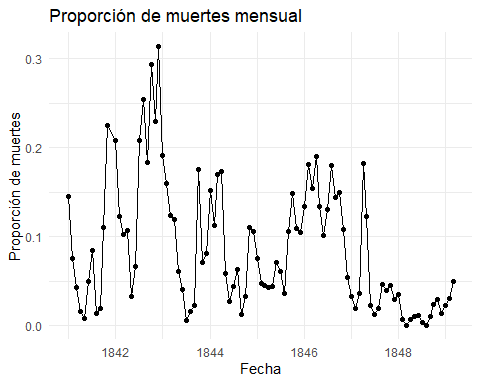 Proporción de muertes mensual
Proporción de muertes
0.3
0.2
0.1
0.0
1842 1844 1846 1848
Fecha